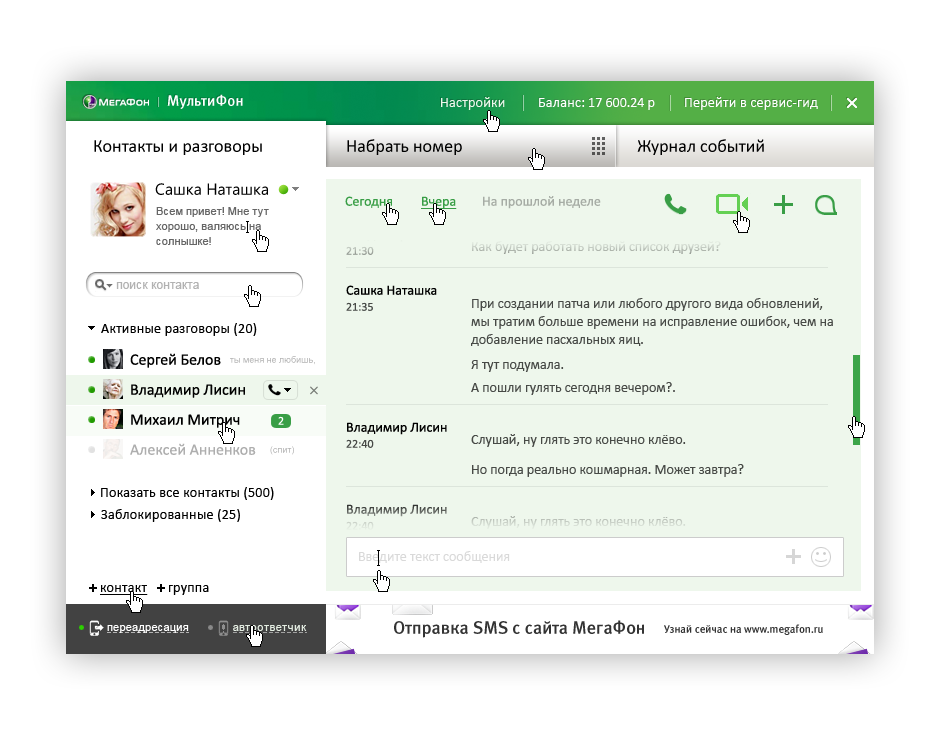 МЕГАФОН | МультиФон
Настройки
Баланс: 17 600.24 р
Перейти в сервис-гид
Контакты и разговоры
Набрать номер
Журнал событий
Сашка Наташка
Всем привет! Мне тут
хорошо, валяюсь на
солнышке!
поиск контакта
Активные разговоры (20)
Сергей Белов
ты меня не любишь,
Владимир Лисин
Михаил Митрич
2
Алексей Анненков
(спит)
Показать все контакты (500)
Заблокированные (25)
+ контакт
+ группа
переадресация
автоответчик
Сегодня
Вчера
На прошлой неделе
21:30
Как будет работать новый список друзей?
Сашка Наташка
21:35
При создании патча или любого другого вида обновлений,
мы тратим больше времени на исправление ошибок, чем на
добавление пасхальных яиц.
Я тут подумала.
А пошли гулять сегодня вечером?.
Владимир Лисин
22:40
Слушай, ну глять это конечно клёво.
Но погда реально кошмарная. Может завтра?
Владимир Лисин
22:40
Слушай, ну глять это конечно клёво.
Введите текст сообщения
Отправка SMS с сайта МегаФон
Узнай сейчас на www.megafon.ru